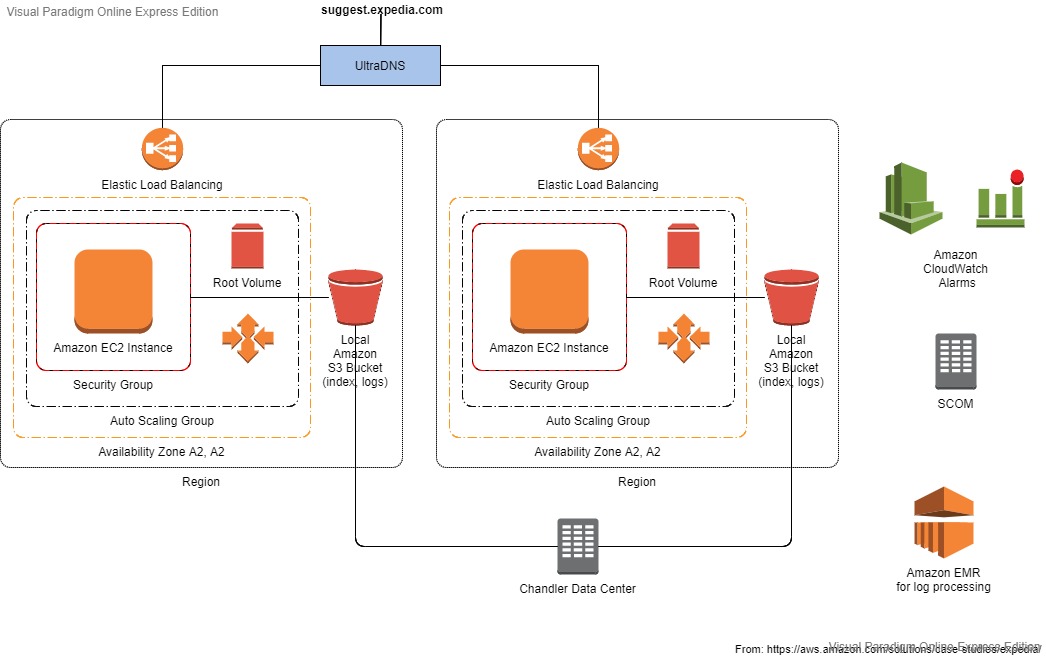 Visual Paradigm Online Express Edition
suggest.expedia.com
UltraDNS
Elastic Load Balancing
Root Volume
Amazon EC2 Instance
Security Group
Auto Scaling Group
Availability Zone A2, A2
Region
Local
Amazon
S3 Bucket
(index, logs)
Elastic Load Balancing
Root Volume
Amazon EC2 Instance
Security Group
Auto Scaling Group
Availability Zone A2, A2
Region
Local
Amazon
S3 Bucket
(index, logs)
Chandler Data Center
Amazon
CloudWatch
Alarms
SCOM
Amazon EMR
for log processing
From: https://aws.amazon.com/solutions/case-studies/expedia/
Visual Paradigm Online Express Edition